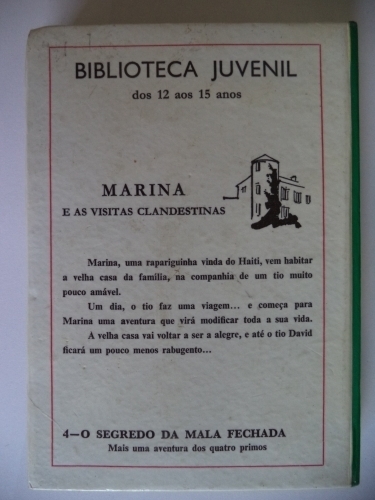 BIBLIOTECA JUVENIL
dos 12 aos 15 anos
MARINA
E AS VISITAS CLANDESTINAS
Marina, uma rapariguinha vinda do Haiti, vem habitar
a velha casa da família, na companhia de um tio muito
pouco amável.
Um dia, o tio faz uma viagem... e começa para
Marina uma aventura que virá modificar toda a sua vida.
A velha casa vai voltar a ser a alegre, e até o tio David
ficará um pouco menos rabugento...
4—O SEGREDO DA MALA FECHADA
Mais uma aventura dos quatro primos